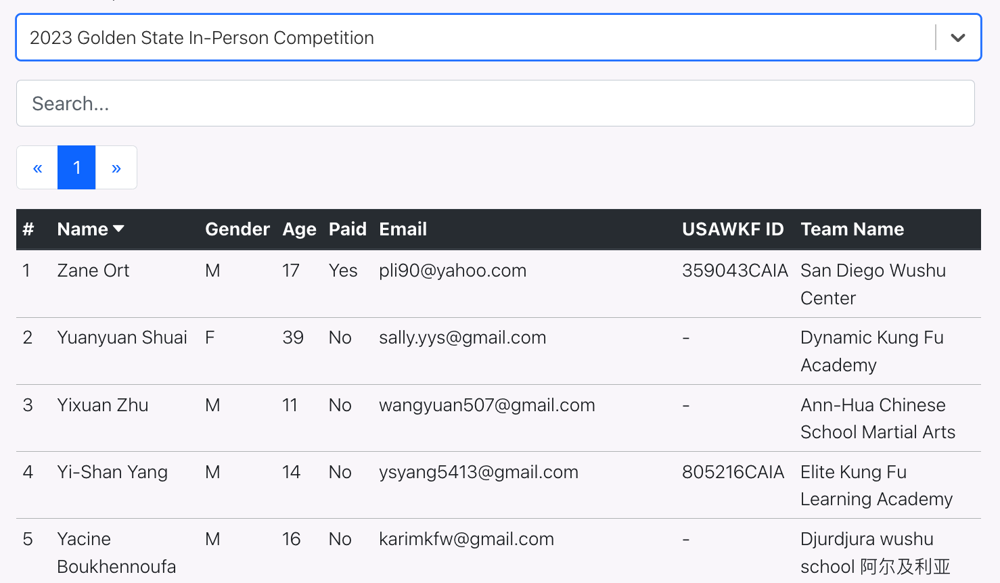 2023 Golden State In-Person Competition
Search...
« 1 »
# Name Gender Age Paid Email USAWKF ID Team Name
1 Zane Ort M 17 Yes pli90@yahoo.com 359043CAIA San Diego Wushu
Center
2 Yuanyuan Shuai F 39 No sally.yys@gmail.com - Dynamic Kung Fu
Academy
3 Yixuan Zhu M 11 No wangyuan507@gmail.com - Ann-Hua Chinese
School Martial Arts
4 Yi-Shan Yang M 14 No ysyang5413@gmail.com 805216CAIA Elite Kung Fu
Learning Academy
5 Yacine M 16 No karimkfw@gmail.com - Djurdjura wushu
Boukhennoufa school 阿尔及利亚